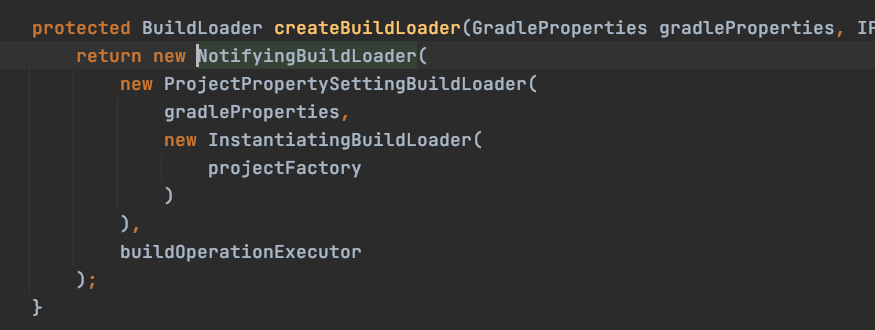 protected BuildLoader createBuildLoader(GradleProperties gradleProperties, IP
return new NotifyingBuildLoader(
new ProjectPropertySettingBuildLoader(
gradleProperties,
new InstantiatingBuildLoader(
projectFactory
)
),
buildOperationExecutor
);
}